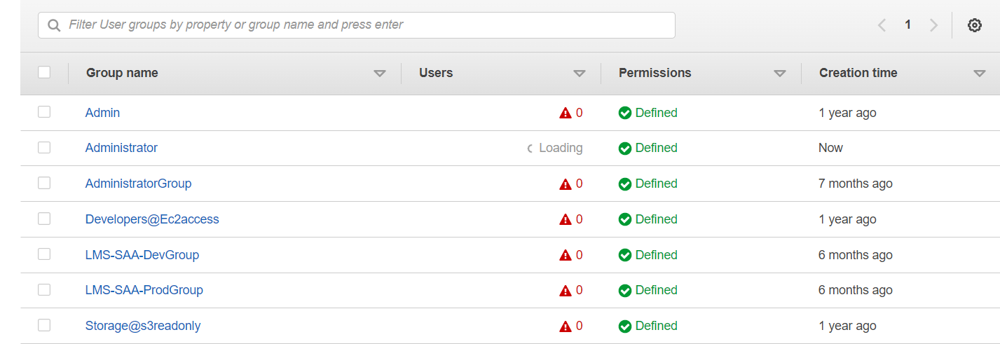 Filter User groups by property or group name and press enter 1
Group name Users Permissions Creation time
Admin 0 Defined 1 year ago
Administrator Loading Defined Now
AdministratorGroup 0 Defined 7 months ago
Developers@Ec2access 0 Defined 1 year ago
LMS-SAA-DevGroup 0 Defined 6 months ago
LMS-SAA-ProdGroup 0 Defined 6 months ago
Storage@s3readonly 0 Defined 1 year ago